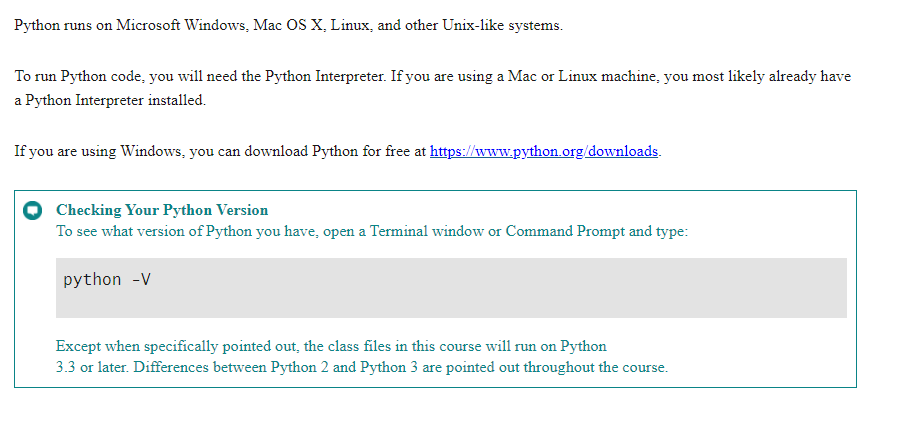 Python runs on Microsoft Windows, Mac OS X, Linux, and other Unix-like systems.
To run Python code, you will need the Python Interpreter. If you are using a Mac or Linux machine, you most likely already have
a Python Interpreter installed.
If you are using Windows, you can download Python for free at https://www.python.org/downloads.
Checking Your Python Version
To see what version of Python you have, open a Terminal window or Command Prompt and type:
python -V
Except when specifically pointed out, the class files in this course will run on Python
3.3 or later. Differences between Python 2 and Python 3 are pointed out throughout the course.